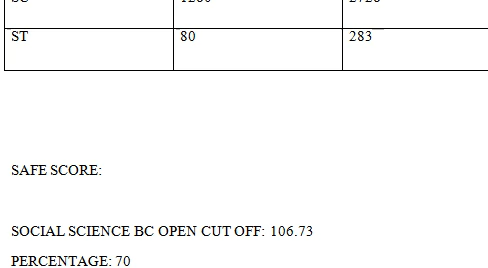 ST 80 283
SAFE SCORE:
SOCIAL SCIENCE BC OPEN CUT OFF: 106.73
PERCENTAGE: 70